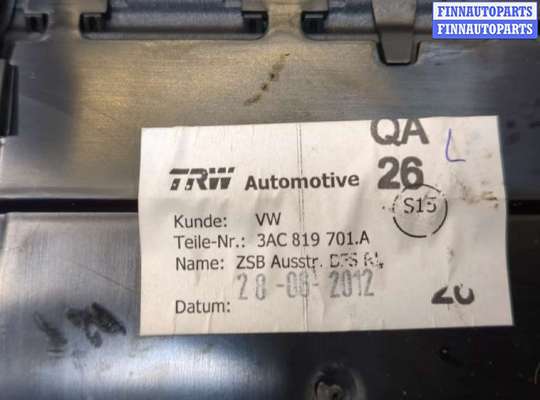 FINNAUTOPARTS
FINNAUTOPARTS
QA
26
L
TRW Automotive
S15
Kunde: VW
Teile-Nr.: 3AC 819 701.A
Name: ZSB Ausstr.
28-08-2012
Datum:
26